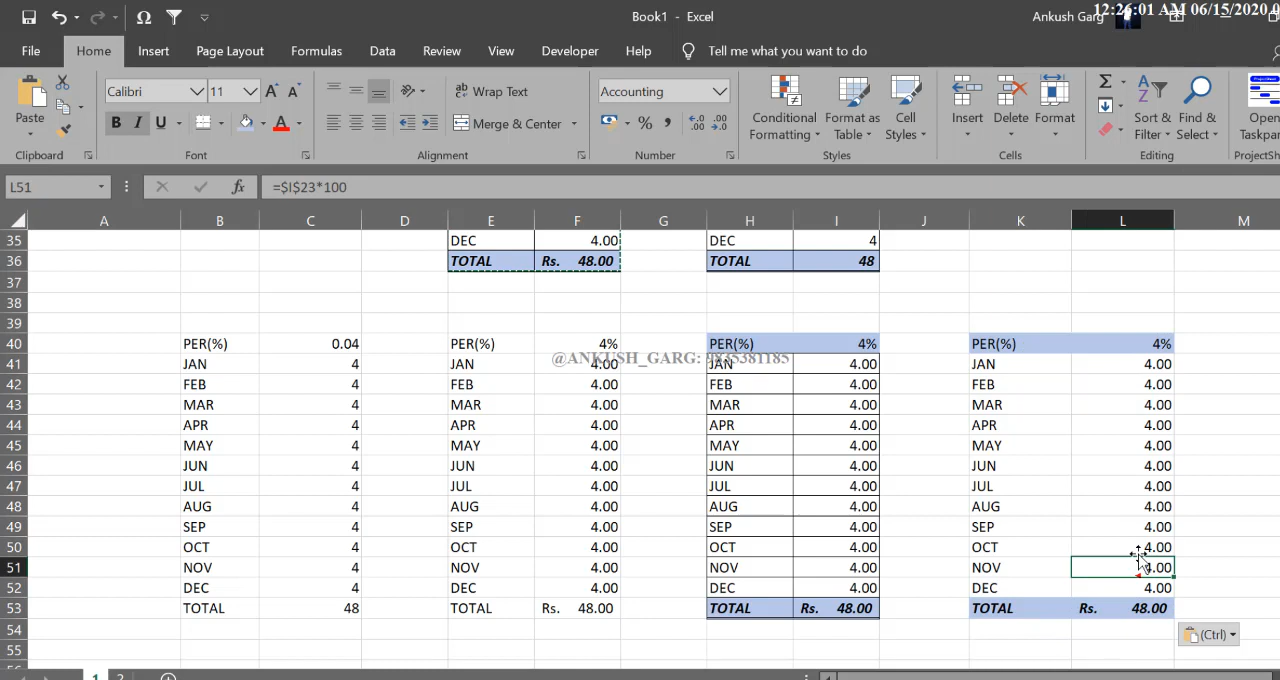 Book1 - Excel
Ankush Garg
12:26:01 AM 06/15/2020.0
File Home Insert Page Layout Formulas Data Review View Developer Help Tell me what you want to do
Paste
Calibri 11
B I U
Wrap Text
Merge & Center
Accounting
Conditional Formatting
Format as Table
Cell Styles
Insert Delete Format
Sort & Filter
Find & Select
Open
Taskpar
Clipboard Font Alignment Number Styles Cells Editing ProjectSh
L51 fx =$I$23*100
A B C D E F G H I J K L M
35 DEC 4.00 DEC 4
36 TOTAL Rs. 48.00 TOTAL 48
37
38
39
40 PER(%) 0.04 PER(%) 4% PER(%) 4% PER(%) 4%
@ANKUSH_GARG:
41 JAN 4 JAN 4.00 JAN 4.00 JAN 4.00
42 FEB 4 FEB 4.00 FEB 4.00 FEB 4.00
43 MAR 4 MAR 4.00 MAR 4.00 MAR 4.00
44 APR 4 APR 4.00 APR 4.00 APR 4.00
45 MAY 4 MAY 4.00 MAY 4.00 MAY 4.00
46 JUN 4 JUN 4.00 JUN 4.00 JUN 4.00
47 JUL 4 JUL 4.00 JUL 4.00 JUL 4.00
48 AUG 4 AUG 4.00 AUG 4.00 AUG 4.00
49 SEP 4 SEP 4.00 SEP 4.00 SEP 4.00
50 OCT 4 OCT 4.00 OCT 4.00 OCT 4.00
51 NOV 4 NOV 4.00 NOV 4.00 NOV 4.00
52 DEC 4 DEC 4.00 DEC 4.00 DEC 4.00
53 TOTAL 48 TOTAL Rs. 48.00 TOTAL Rs. 48.00 TOTAL Rs. 48.00
54
(Ctrl)
55
56
1 2